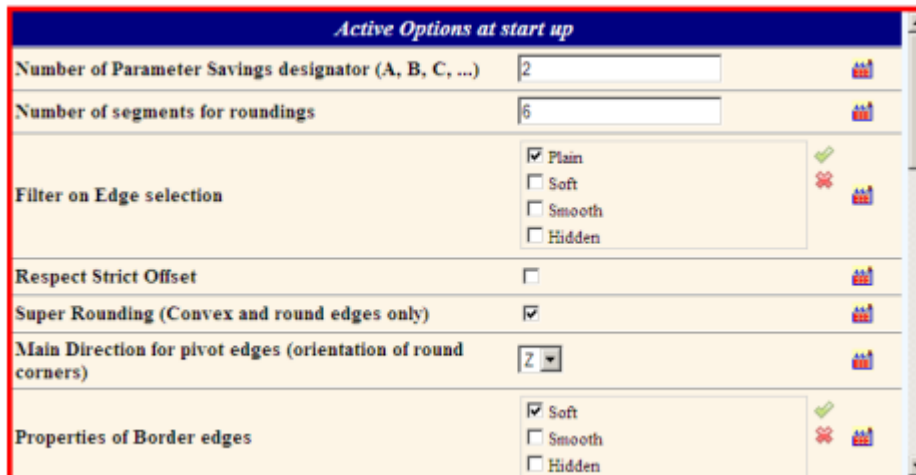 Active Options at start up
Number of Parameter Savings designator (A, B, C, ...)
2
Number of segments for roundings
6
Filter on Edge selection
Plain
Soft
Smooth
Hidden
Respect Strict Offset
Super Rounding (Convex and round edges only)
Main Direction for pivot edges (orientation of round
corners)
Z
Properties of Border edges
Soft
Smooth
Hidden